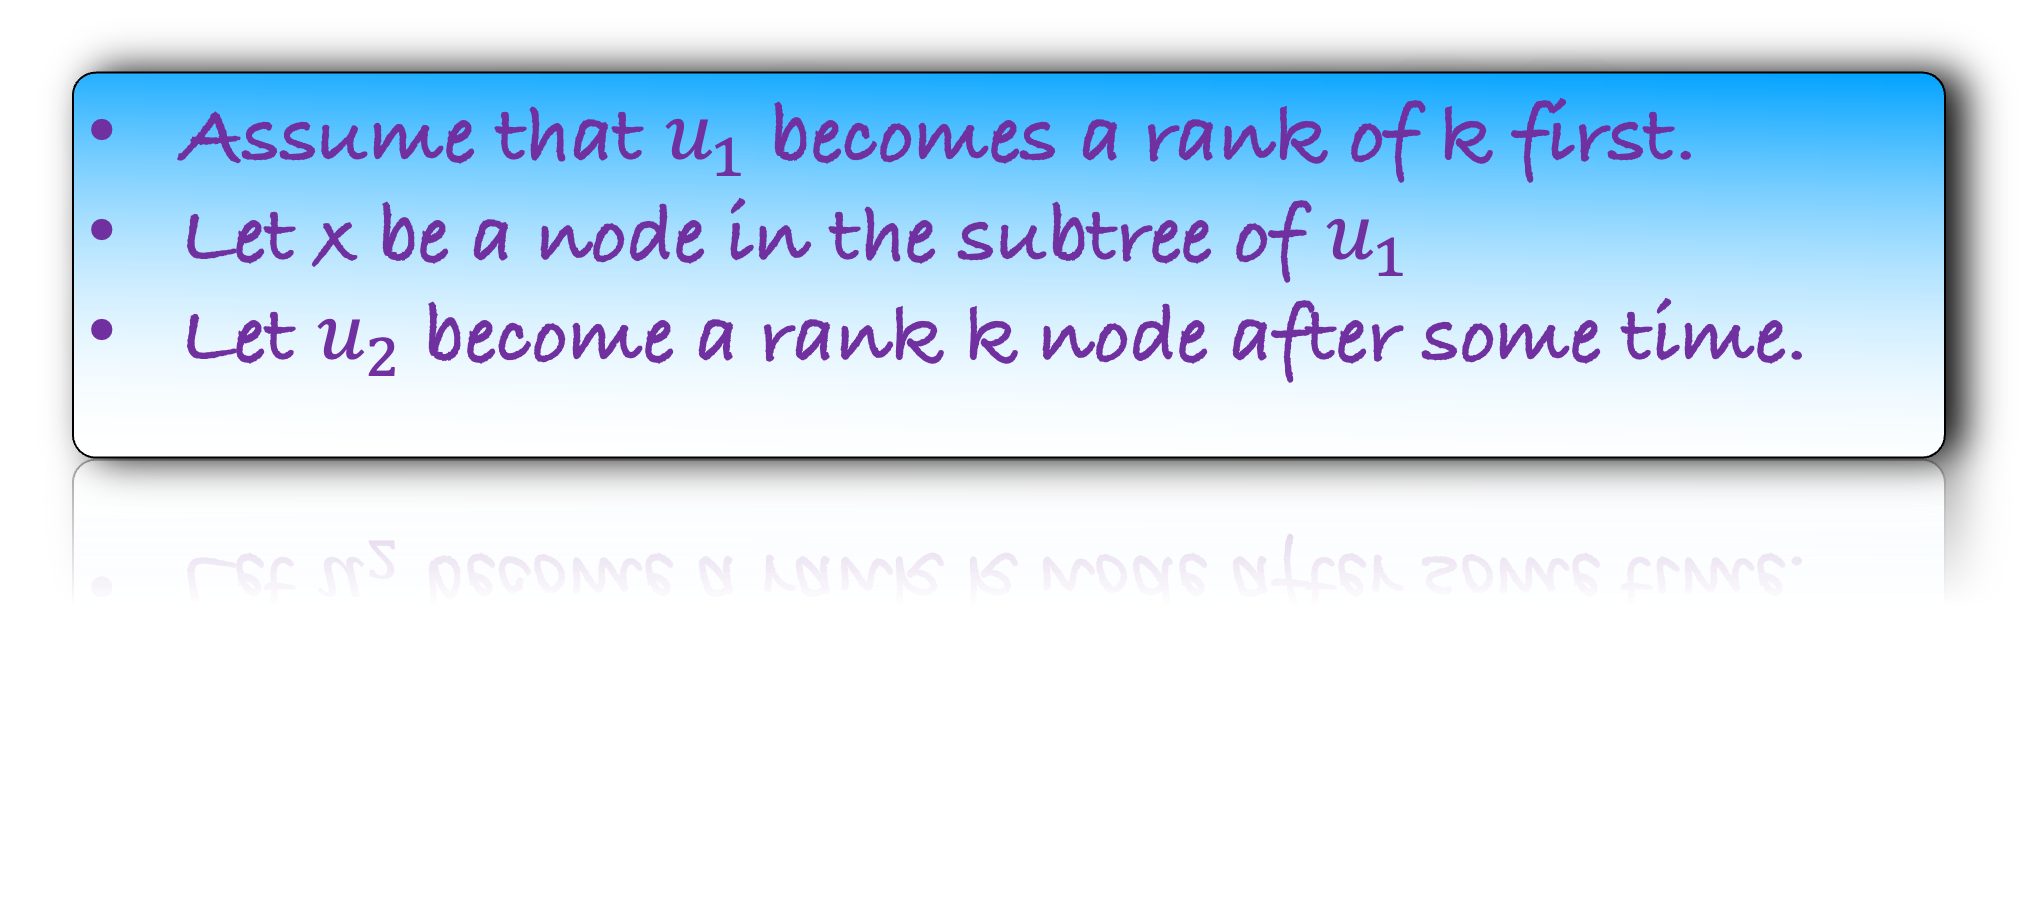 • Assume that u₁ becomes a rank of k first.
• Let x be a node in the subtree of u₁
• Let u₂ become a rank k node after some time.